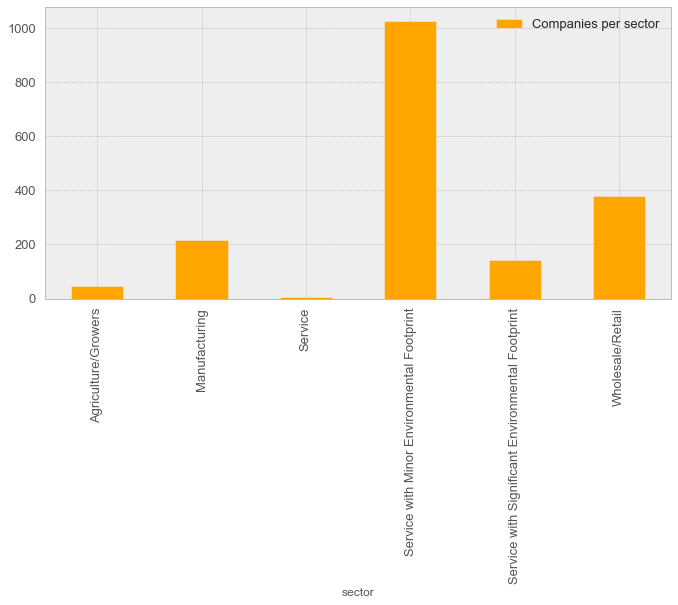 Companies per sector
1000
800
600
400
200
0
Agriculture/Growers
Manufacturing
Service
Service with Minor Environmental Footprint
Service with Significant Environmental Footprint
Wholesale/Retail
sector